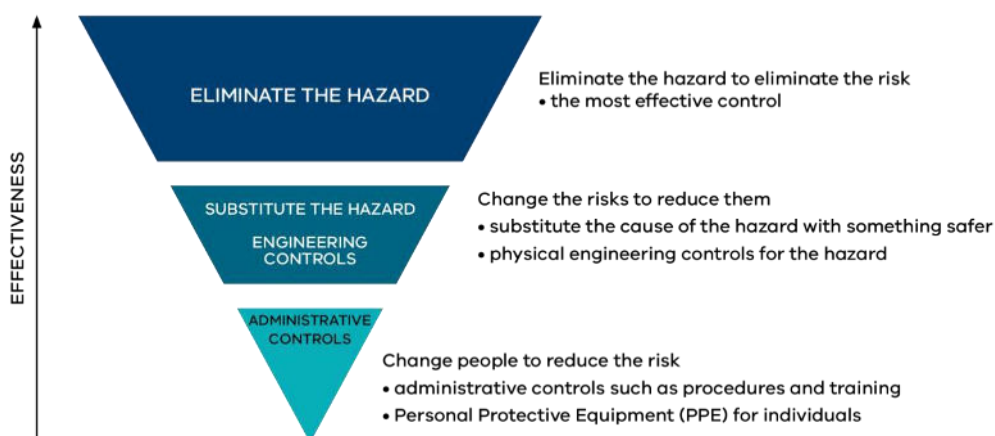 EFFECTIVENESS
ELIMINATE THE HAZARD
Eliminate the hazard to eliminate the risk
• the most effective control
SUBSTITUTE THE HAZARD
ENGINEERING
CONTROLS
Change the risks to reduce them
• substitute the cause of the hazard with something safer
• physical engineering controls for the hazard
ADMINISTRATIVE
CONTROLS
Change people to reduce the risk
• administrative controls such as procedures and training
• Personal Protective Equipment (PPE) for individuals